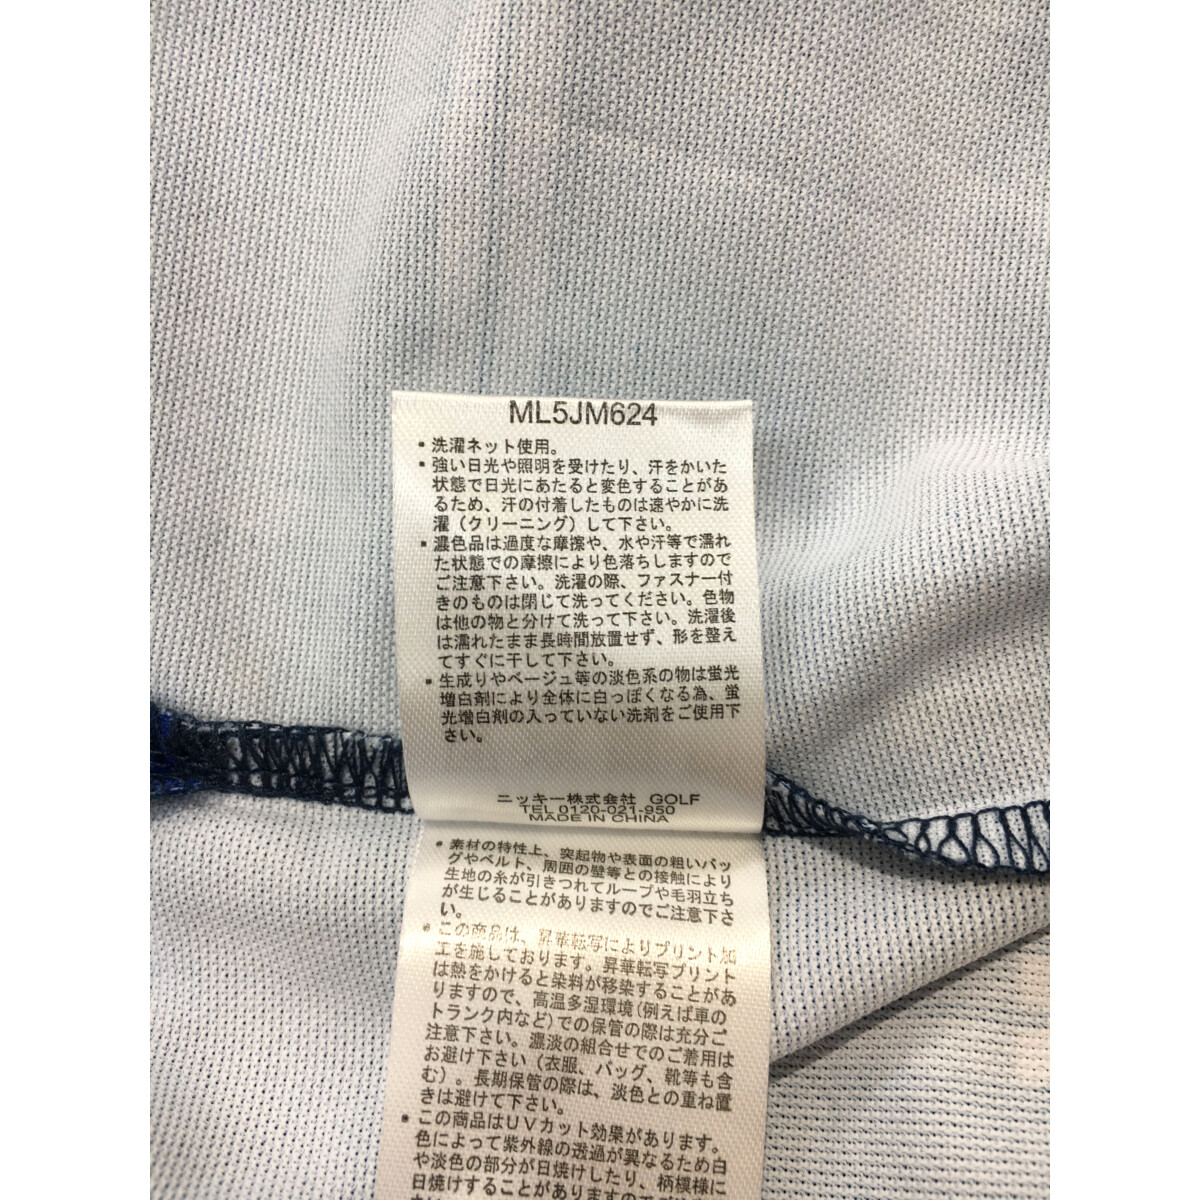 ML5JM624
・洗濯ネット使用。
・強い日光や照明を受けたり、汗をかいた
状態で日光にあたると変色することがあ
るため、汗の付着したものは速やかに洗
濯（クリーニング）して下さい。
・濃色品は過度な摩擦や、水や汗等で濡れ
た状態での摩擦により色落ちしますので
ご注意下さい。洗濯の際、ファスナー付
きのものは閉じて洗ってください。色物
は他の物と分けて洗って下さい。洗濯後
は濡れたまま長時間放置せず、形を整え
てすぐに干して下さい。
・生成りやベージュ等の淡色系の物は蛍光
増白剤により全体に白っぽくなる為、蛍
光増白剤の入っていない洗剤をご使用下
さい。
ニッキー株式会社 GOLF
TEL 0120-021-950
MADE IN CHINA
・素材の特性上、突起物や表面の粗いバッ
グやベルト、周囲の壁等との接触により
生地の糸が引きつれてループや毛羽立ち
が生じることがありますのでご注意下さ
い。
・この商品は、昇華転写によりプリント加
工を施しております。昇華転写プリント
は熱をかけると染料が移染することがあ
りますので、高温多湿環境(例えば車の
トランク内など)での保管の際は充分ご
注意下さい。濃淡の組合せでのご着用は
お避け下さい（衣服、バッグ、靴等も含
む）。長期保管の際は、淡色との重ね置
きは避けて下さい。
・この商品はＵＶカット効果があります。
色によって紫外線の透過が異なるため白
や淡色の部分が日焼けしたり、柄模様に
日焼けすることがありますので